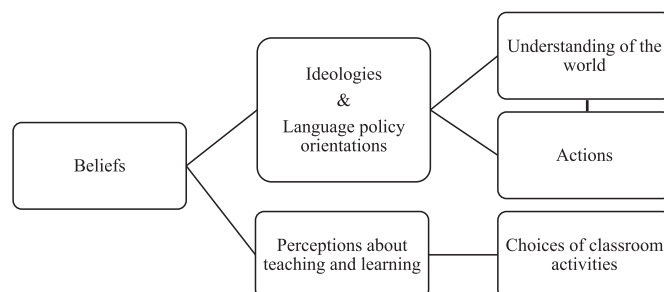 Understanding of the
world
Ideologies
&
Language policy
orientations
Beliefs
Actions
Perceptions about
teaching and learning
Choices of classroom
activities